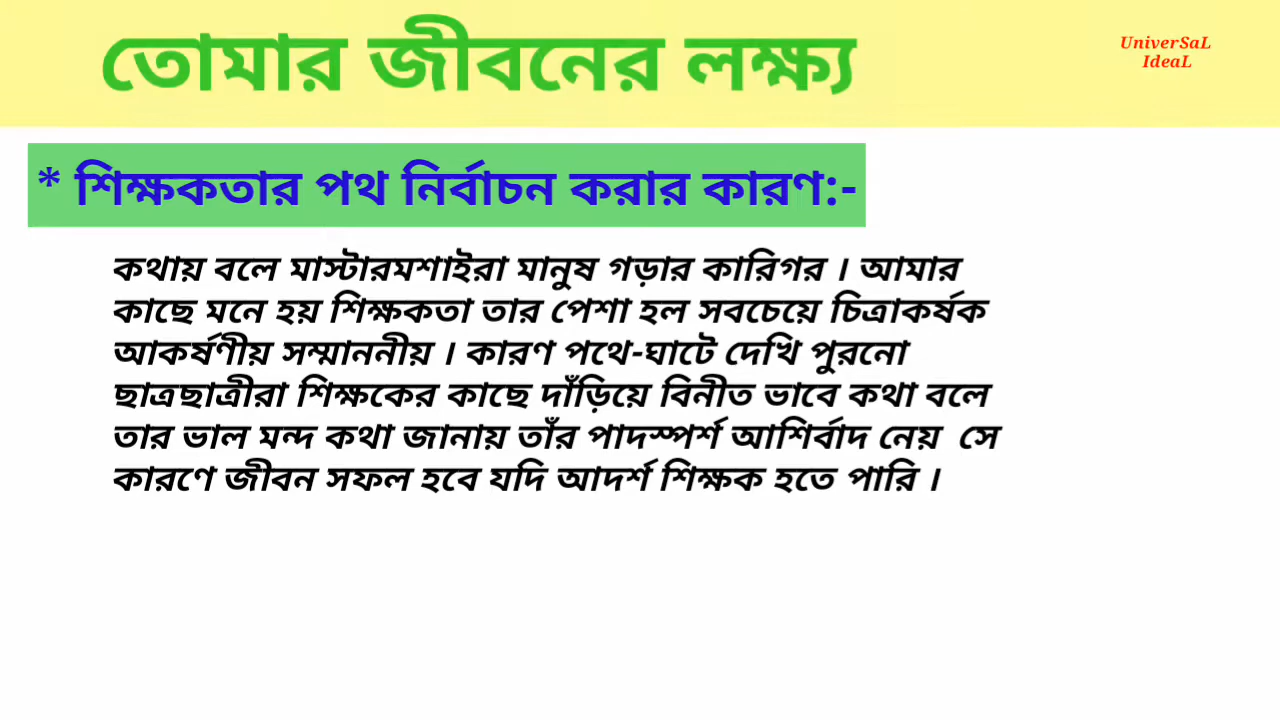 তোমার জীবনের লক্ষ্য
UniverSaL
IdeaL
* শিক্ষকতার পথ নির্বাচন করার কারণ:-
কথায় বলে মাস্টারমশাইরা মানুষ গড়ার কারিগর । আমার
কাছে মনে হয় শিক্ষকতা তার পেশা হল সবচেয়ে চিত্রাকর্ষক
আকর্ষণীয় সম্মাননীয় । কারণ পথে-ঘাটে দেখি পুরনো
ছাত্রছাত্রীরা শিক্ষকের কাছে দাঁড়িয়ে বিনীত ভাবে কথা বলে
তার ভাল মন্দ কথা জানায় তাঁর পাদস্পর্শ আশির্বাদ নেয় সে
কারণে জীবন সফল হবে যদি আদর্শ শিক্ষক হতে পারি ।